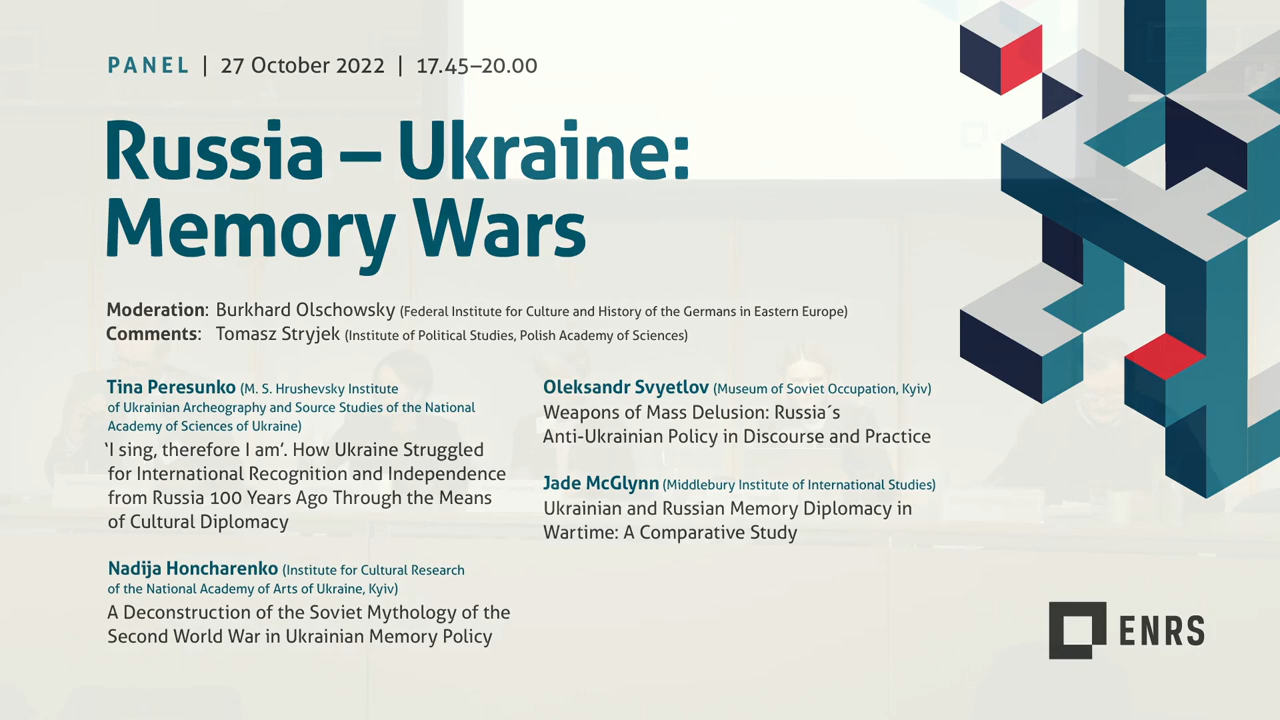 PANEL | 27 October 2022 | 17.45–20.00
Russia – Ukraine:
Memory Wars
Moderation: Burkhard Olschowsky (Federal Institute for Culture and History of the Germans in Eastern Europe)
Comments: Tomasz Stryjek (Institute of Political Studies, Polish Academy of Sciences)
Tina Peresunko (M. S. Hrushevsky Institute
of Ukrainian Archeography and Source Studies of the National
Academy of Sciences of Ukraine)
‘I sing, therefore I am’. How Ukraine Struggled
for International Recognition and Independence
from Russia 100 Years Ago Through the Means
of Cultural Diplomacy
Nadija Honcharenko (Institute for Cultural Research
of the National Academy of Arts of Ukraine, Kyiv)
A Deconstruction of the Soviet Mythology of the
Second World War in Ukrainian Memory Policy
Oleksandr Svyetlov (Museum of Soviet Occupation, Kyiv)
Weapons of Mass Delusion: Russia´s
Anti-Ukrainian Policy in Discourse and Practice
Jade McGlynn (Middlebury Institute of International Studies)
Ukrainian and Russian Memory Diplomacy in
Wartime: A Comparative Study
ENRS